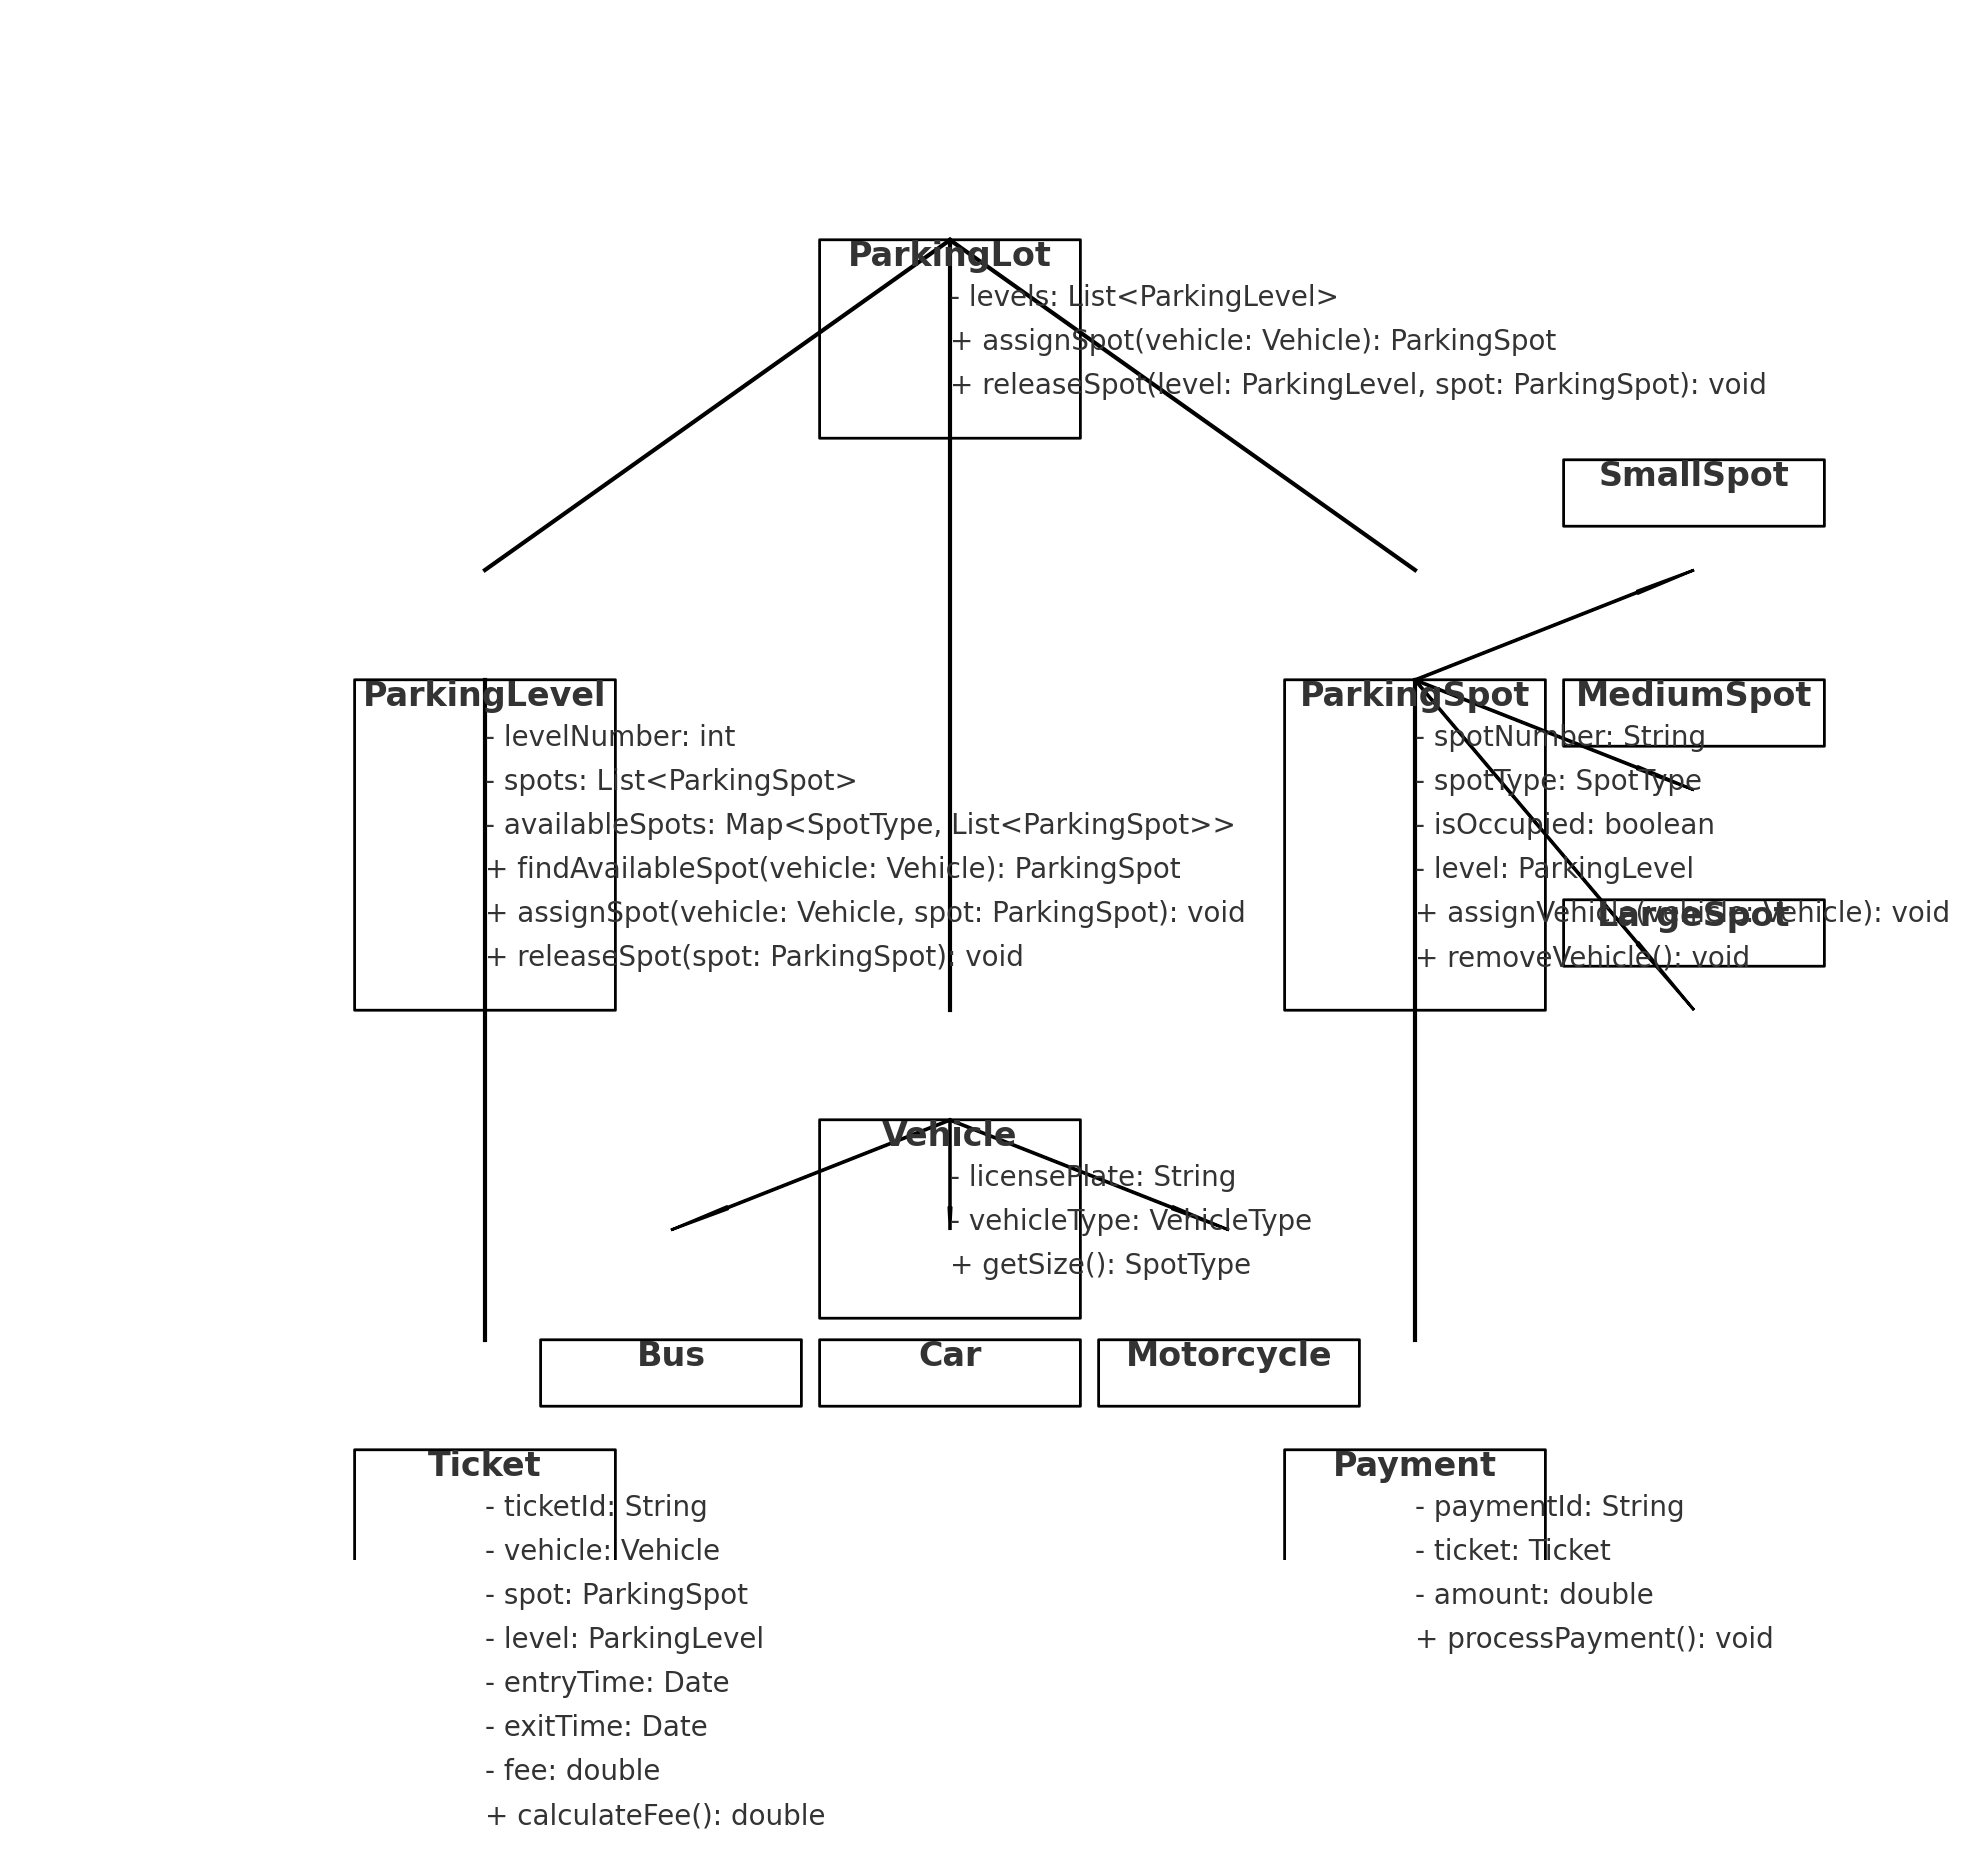 ParkingLot
- levels: List<ParkingLevel>
+ assignSpot(vehicle: Vehicle): ParkingSpot
+ releaseSpot(level: ParkingLevel, spot: ParkingSpot): void
SmallSpot
ParkingLevel
- levelNumber: int
- spots: List<ParkingSpot>
- availableSpots: Map<SpotType, List<ParkingSpot>>
+ findAvailableSpot(vehicle: Vehicle): ParkingSpot
+ assignSpot(vehicle: Vehicle, spot: ParkingSpot): void
+ releaseSpot(spot: ParkingSpot): void
ParkingSpot
- spotNumber: String
- spotType: SpotType
- isOccupied: boolean
- level: ParkingLevel
+ assignVehicle(vehicle: Vehicle): void
+ removeVehicle(): void
MediumSpot
LargeSpot
Vehicle
- licensePlate: String
- vehicleType: VehicleType
+ getSize(): SpotType
Bus
Car
Motorcycle
Ticket
- ticketId: String
- vehicle: Vehicle
- spot: ParkingSpot
- level: ParkingLevel
- entryTime: Date
- exitTime: Date
- fee: double
+ calculateFee(): double
Payment
- paymentId: String
- ticket: Ticket
- amount: double
+ processPayment(): void